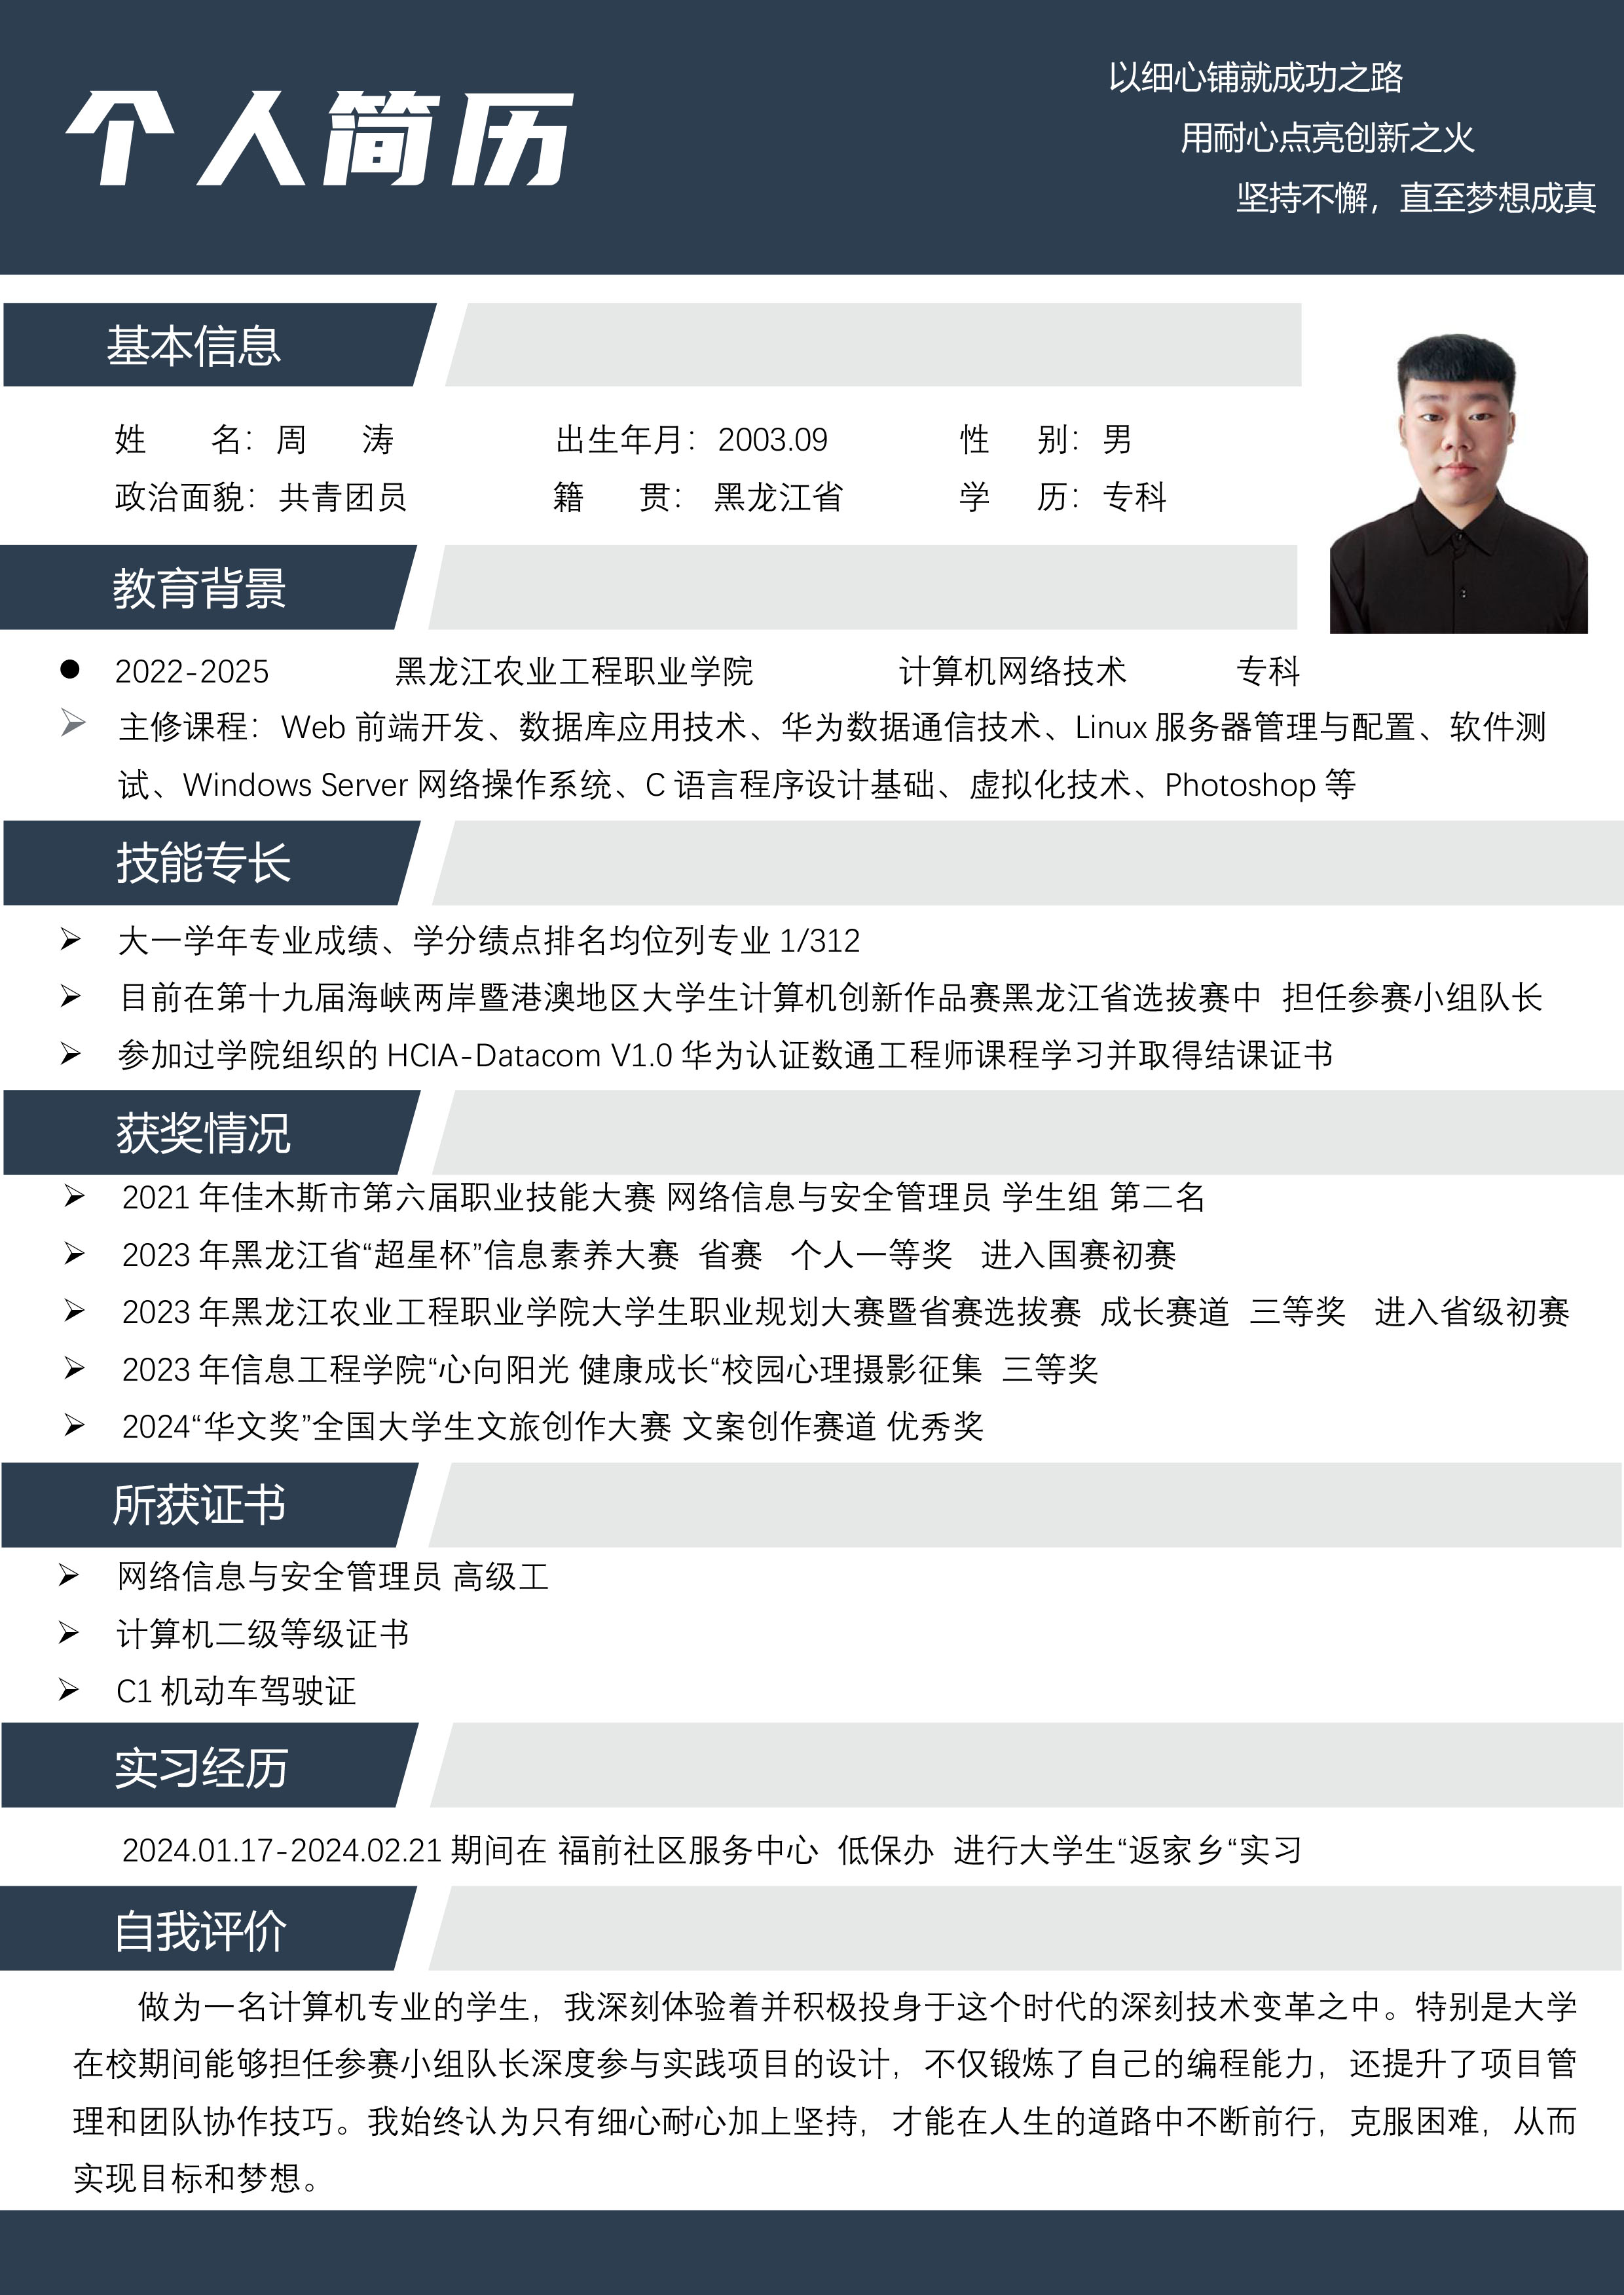 个人简历
以细心铺就成功之路
用耐心点亮创新之火
坚持不懈，直至梦想成真
基本信息
姓 名：周 涛 出生年月：2003.09 性 别：男
政治面貌：共青团员 籍 贯：黑龙江省 学 历：专科
教育背景
● 2022-2025 黑龙江农业工程职业学院 计算机网络技术 专科
➢ 主修课程：Web 前端开发、数据库应用技术、华为数据通信技术、Linux 服务器管理与配置、软件测
试、Windows Server 网络操作系统、C 语言程序设计基础、虚拟化技术、Photoshop 等
技能专长
➢ 大一学年专业成绩、学分绩点排名均位列专业 1/312
➢ 目前在第十九届海峡两岸暨港澳地区大学生计算机创新作品赛黑龙江省选拔赛中 担任参赛小组队长
➢ 参加过学院组织的 HCIA-Datacom V1.0 华为认证数通工程师课程学习并取得结课证书
获奖情况
➢ 2021 年佳木斯市第六届职业技能大赛 网络信息与安全管理员 学生组 第二名
➢ 2023 年黑龙江省“超星杯”信息素养大赛 省赛 个人一等奖 进入国赛初赛
➢ 2023 年黑龙江农业工程职业学院大学生职业规划大赛暨省赛选拔赛 成长赛道 三等奖 进入省级初赛
➢ 2023 年信息工程学院“心向阳光 健康成长“校园心理摄影征集 三等奖
➢ 2024“华文奖”全国大学生文旅创作大赛 文案创作赛道 优秀奖
所获证书
➢ 网络信息与安全管理员 高级工
➢ 计算机二级等级证书
➢ C1 机动车驾驶证
实习经历
2024.01.17-2024.02.21 期间在 福前社区服务中心 低保办 进行大学生“返家乡“实习
自我评价
做为一名计算机专业的学生，我深刻体验着并积极投身于这个时代的深刻技术变革之中。特别是大学
在校期间能够担任参赛小组队长深度参与实践项目的设计，不仅锻炼了自己的编程能力，还提升了项目管
理和团队协作技巧。我始终认为只有细心耐心加上坚持，才能在人生的道路中不断前行，克服困难，从而
实现目标和梦想。